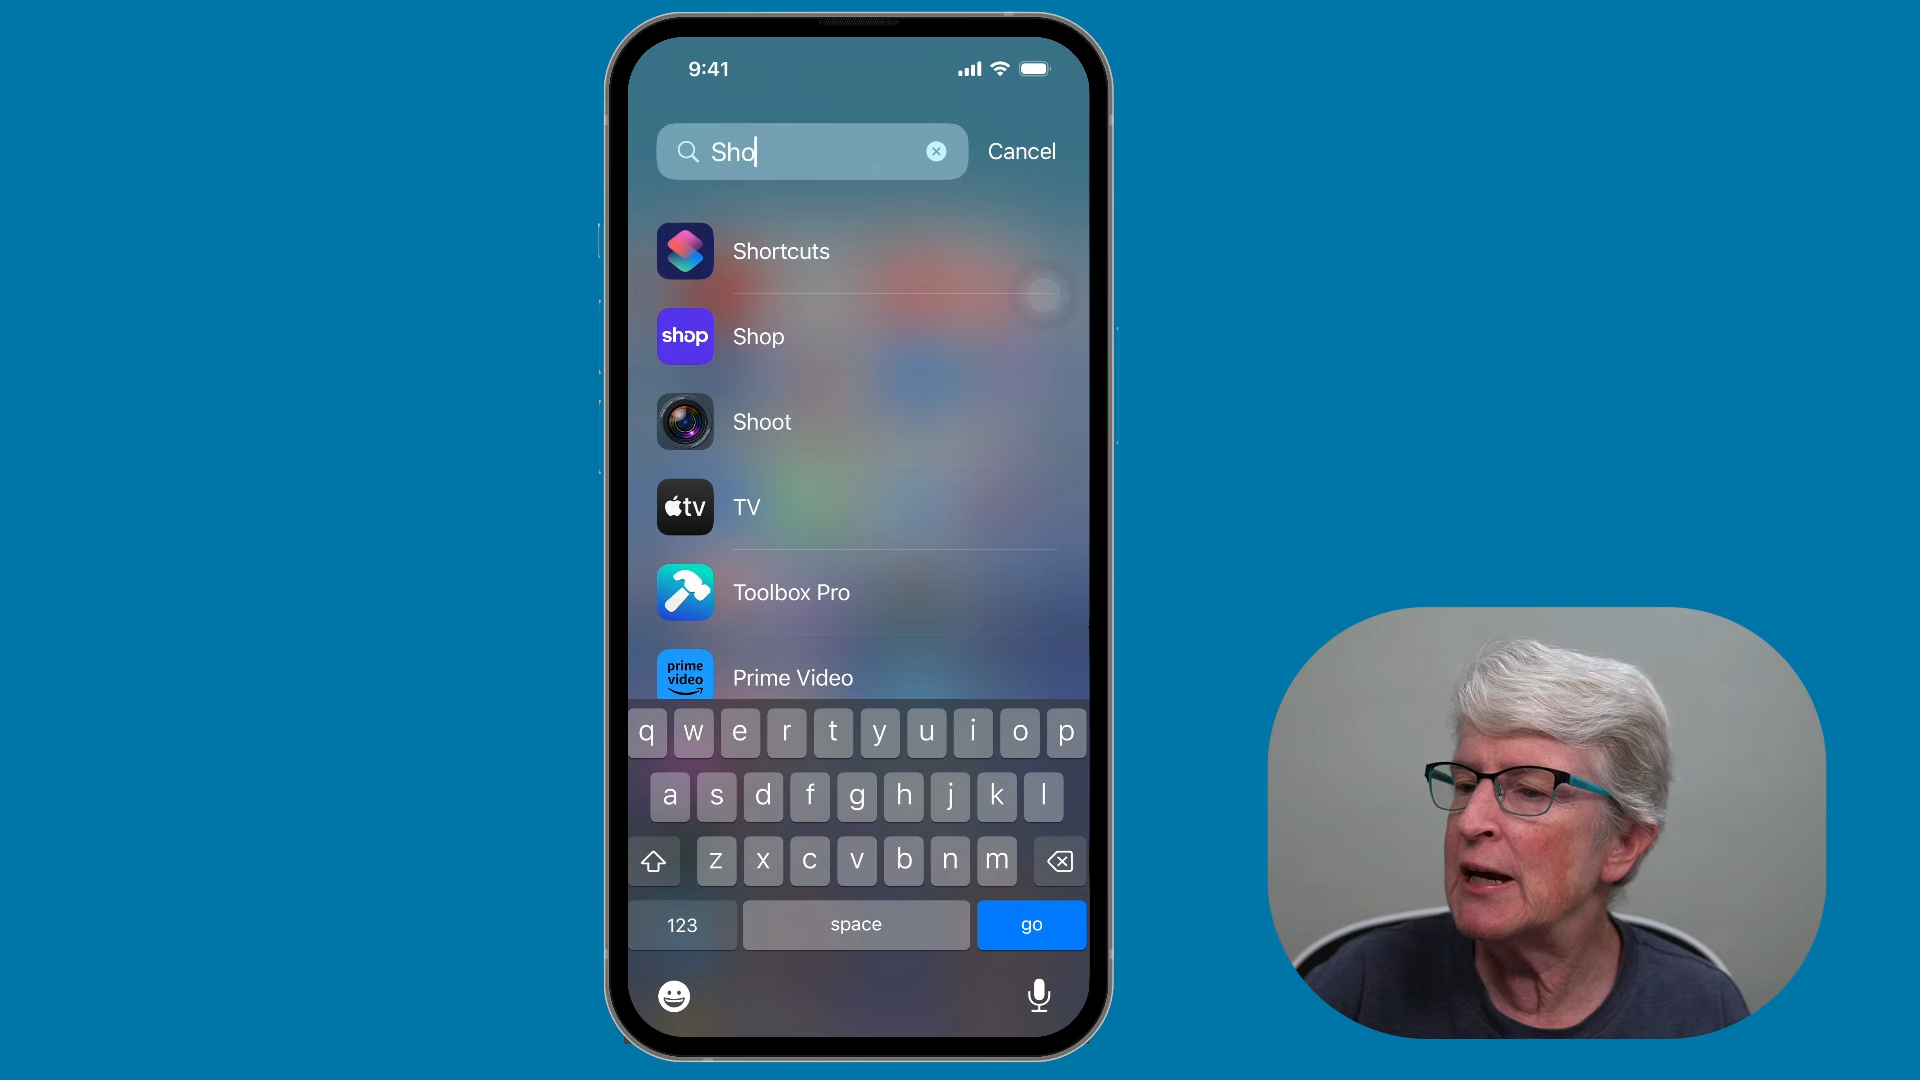 9:41
Sho
Cancel
Shortcuts
shop
Shop
Shoot
tv
TV
Toolbox Pro
prime
video
Prime Video
q w e r t y u i o p
a s d f g h j k l
z x c v b n m
123
space
go